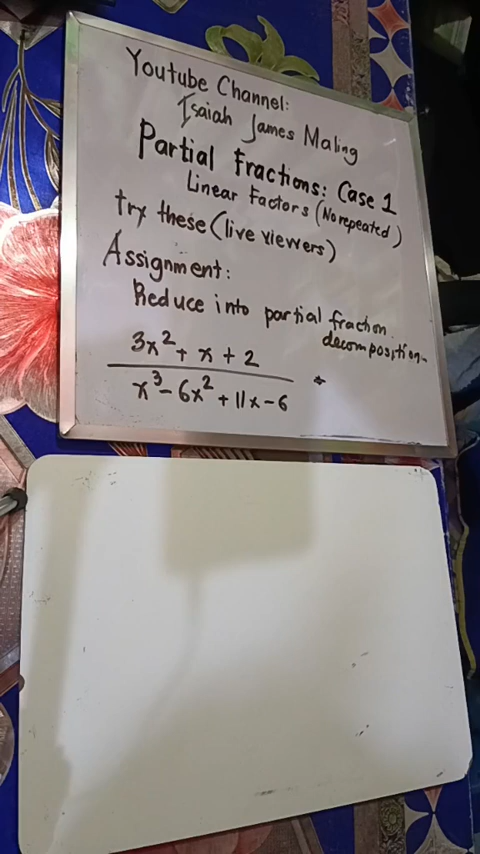 Youtube Channel:
Isaiah James Maling
Partial Fractions: Case 1
Linear Factors (No repeated)
try these (live viewers)
Assignment:
Reduce into partial fraction
decomposition
3x² + x + 2
x³ - 6x² + 11x - 6